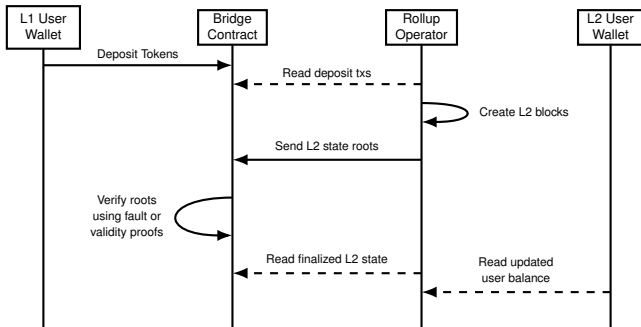 L1 User
Wallet
Bridge
Contract
Rollup
Operator
L2 User
Wallet
Deposit Tokens
Read deposit txs
Create L2 blocks
Send L2 state roots
Verify roots
using fault or
validity proofs
Read finalized L2 state
Read updated
user balance